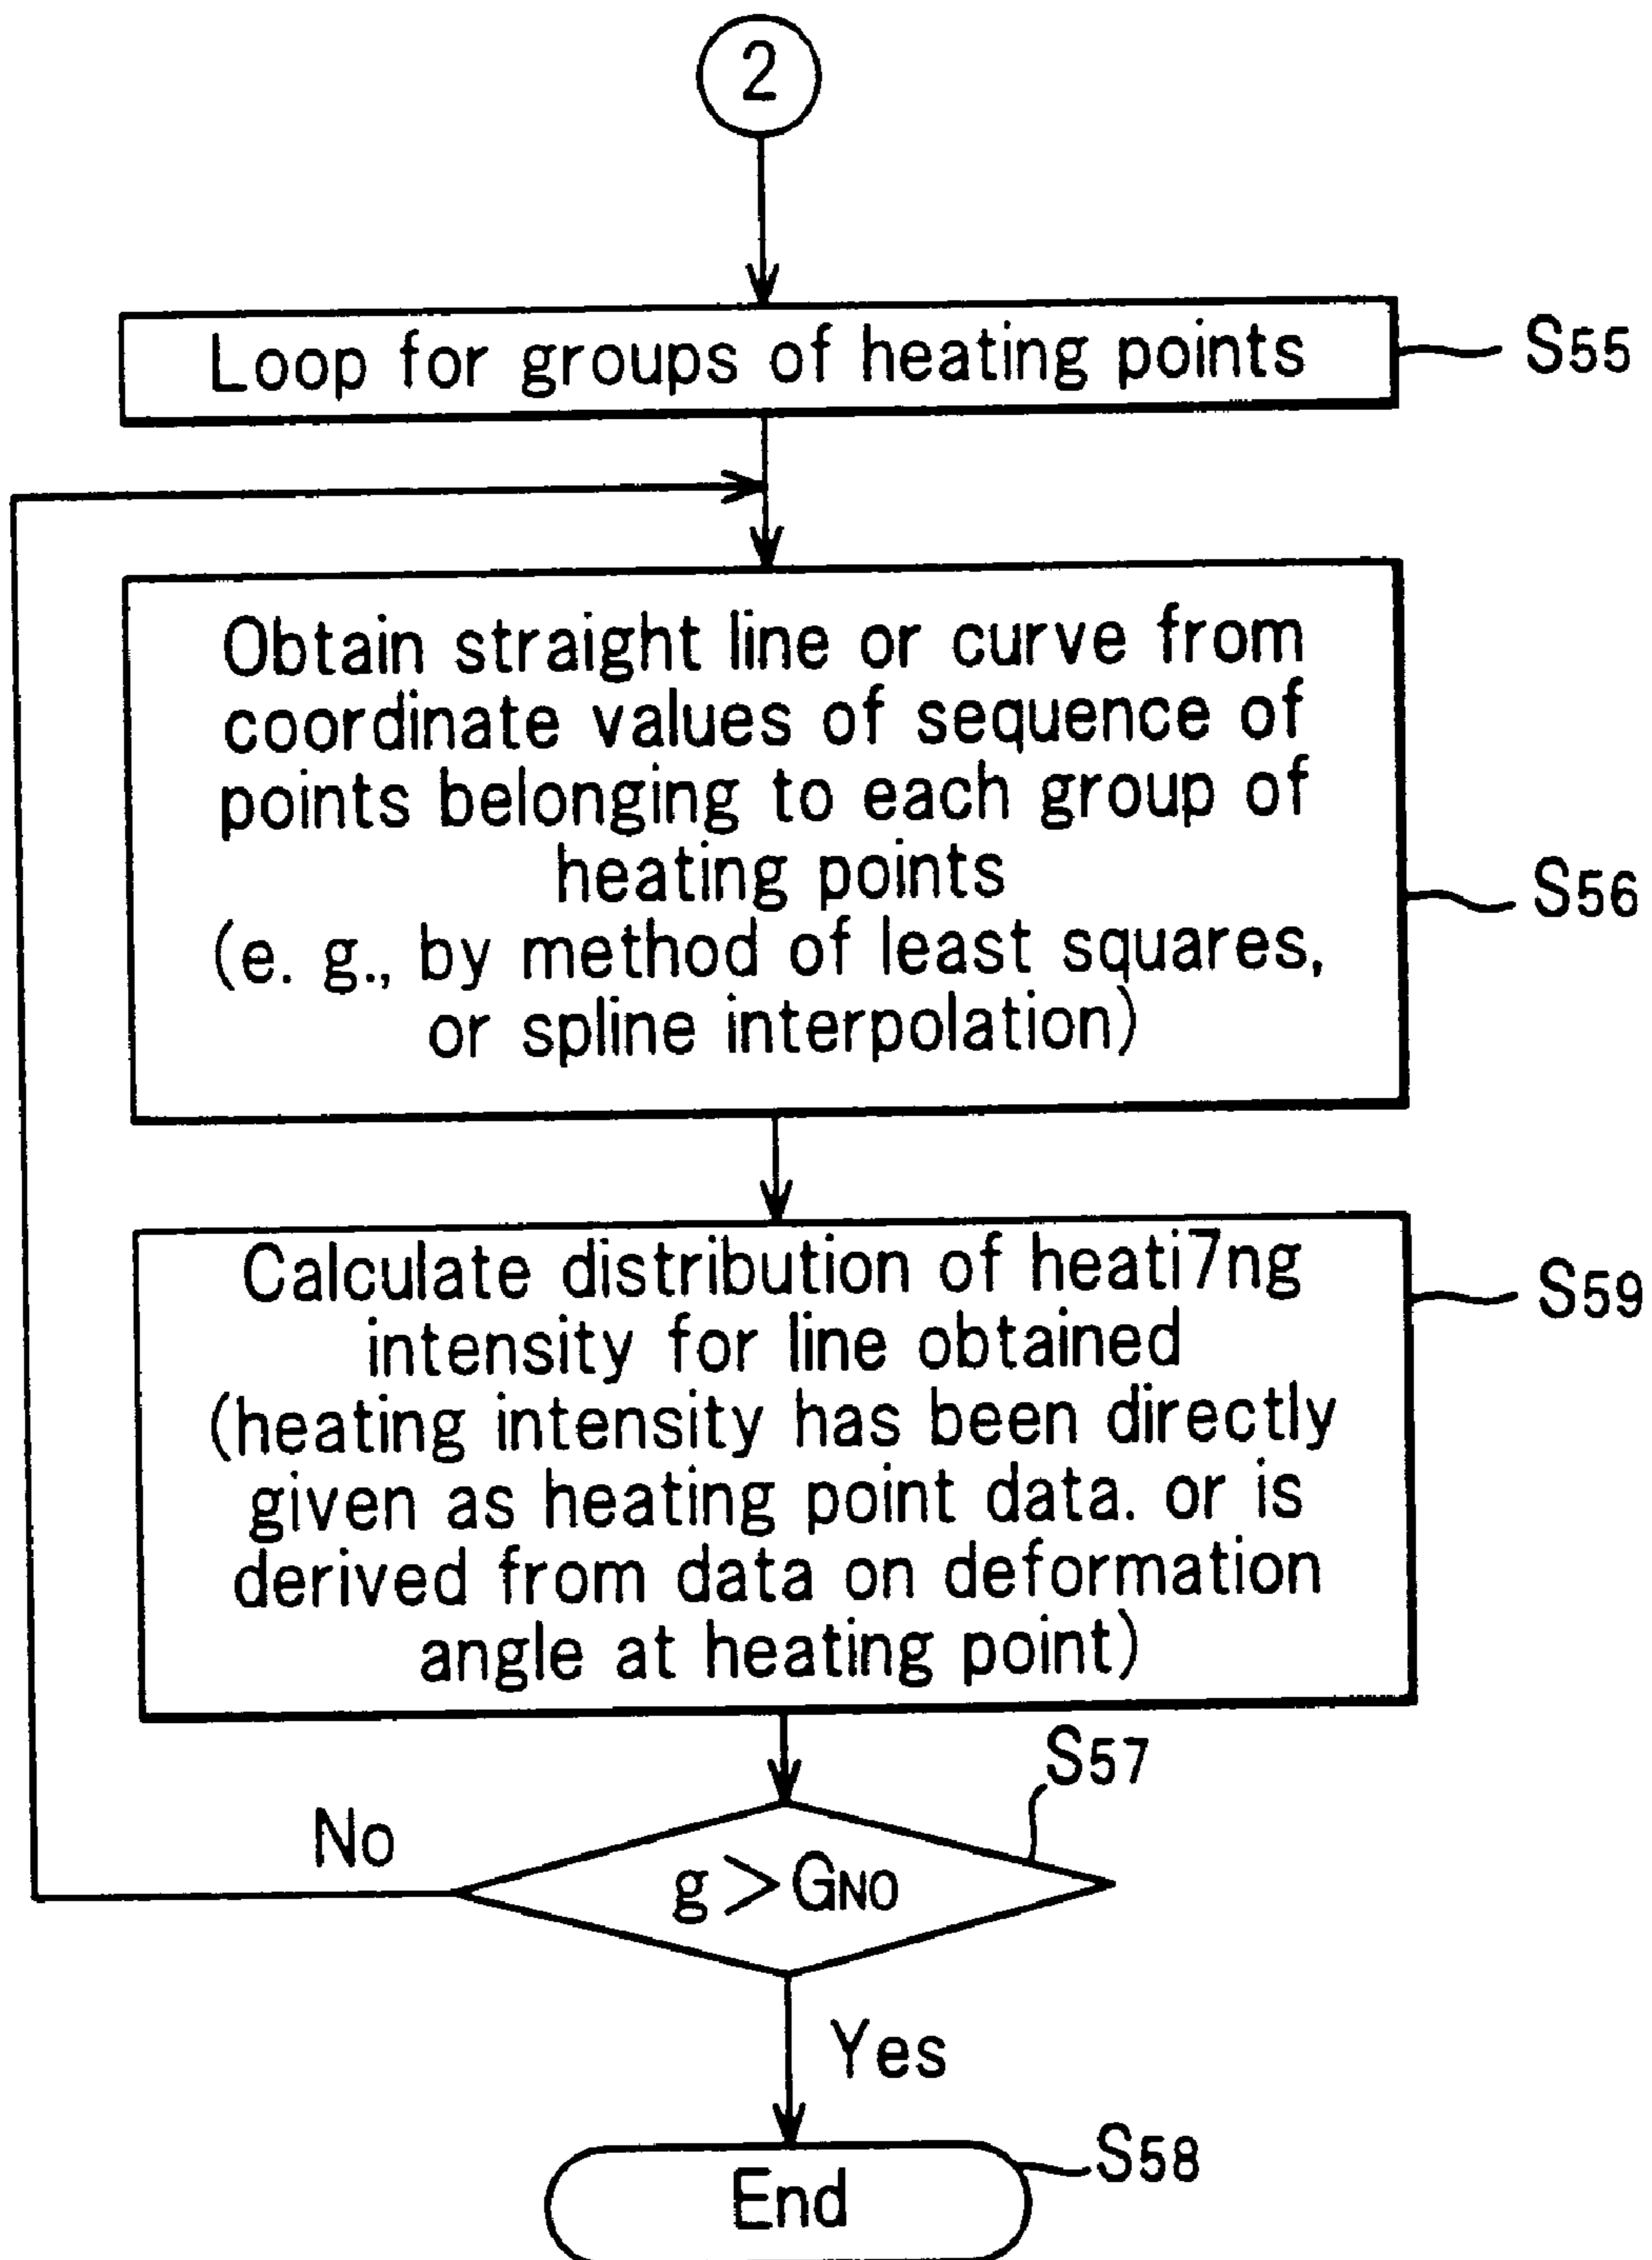 2
Loop for groups of heating points
S55
Obtain straight line or curve from
coordinate values of sequence of
points belonging to each group of
heating points
(e. g., by method of least squares,
or spline interpolation)
S56
Calculate distribution of heati7ng
intensity for line obtained
(heating intensity has been directly
given as heating point data. or is
derived from data on deformation
angle at heating point)
S59
S57
No
g>GNO
Yes
End
S58